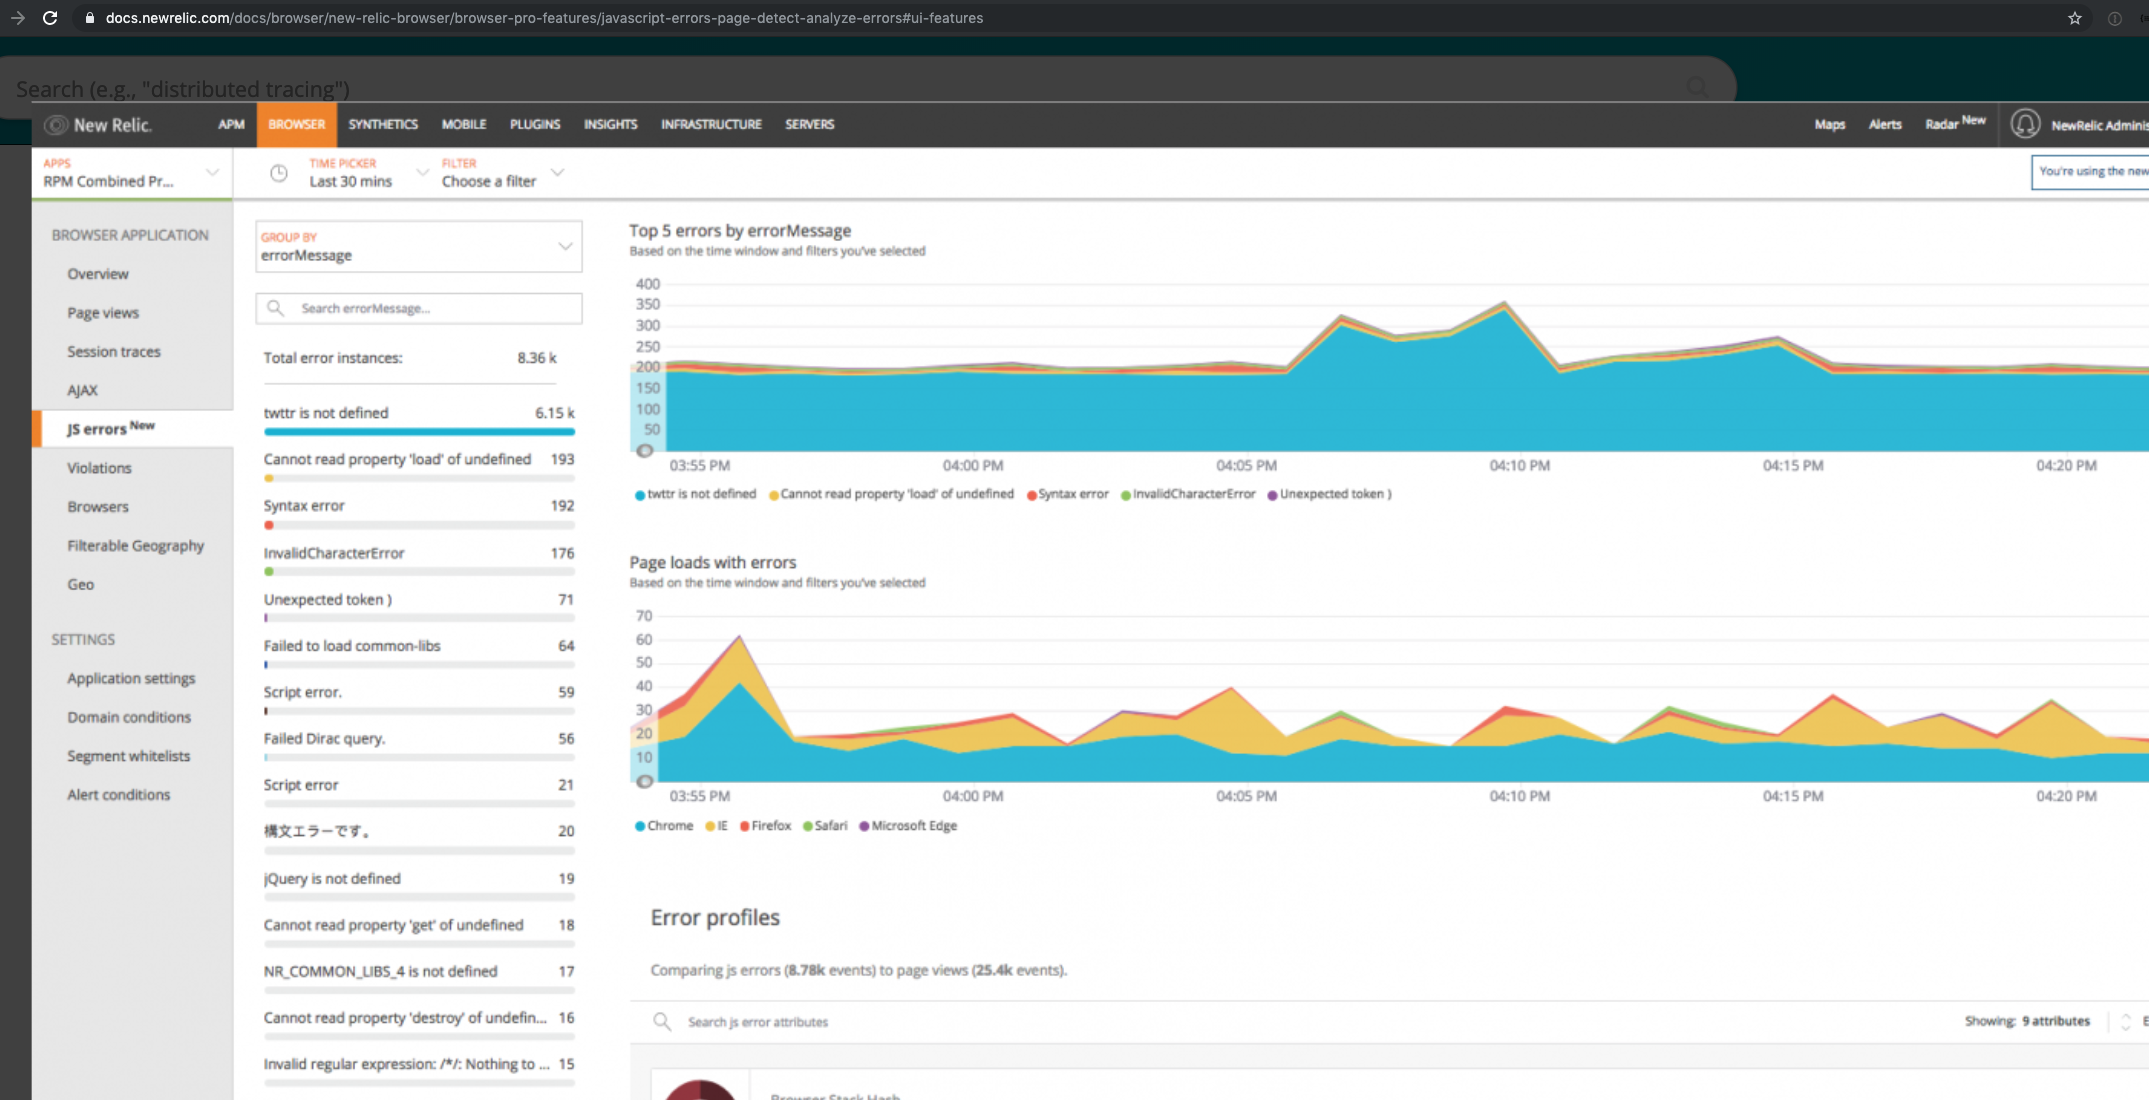 docs.newrelic.com/docs/browser/new-relic-browser/browser-pro-features/javascript-errors-page-detect-analyze-errors#ui-features
Search (e.g., "distributed tracing")
New Relic.
APM
BROWSER
SYNTHETICS
MOBILE
PLUGINS
INSIGHTS
INFRASTRUCTURE
SERVERS
Maps
Alerts
Radar New
NewRelic Adminis
APPS
RPM Combined Pr...
TIME PICKER
Last 30 mins
FILTER
Choose a filter
You're using the new
BROWSER APPLICATION
Overview
Page views
Session traces
AJAX
JS errors New
Violations
Browsers
Filterable Geography
Geo
SETTINGS
Application settings
Domain conditions
Segment whitelists
Alert conditions
GROUP BY
errorMessage
Search errorMessage...
Total error instances: 8.36 k
twttr is not defined 6.15 k
Cannot read property 'load' of undefined 193
Syntax error 192
InvalidCharacterError 176
Unexpected token ) 71
Failed to load common-libs 64
Script error. 59
Failed Dirac query. 56
Script error 21
構文エラーです。 20
jQuery is not defined 19
Cannot read property 'get' of undefined 18
NR_COMMON_LIBS_4 is not defined 17
Cannot read property 'destroy' of undefin... 16
Invalid regular expression: /*/: Nothing to ... 15
Top 5 errors by errorMessage
Based on the time window and filters you've selected
400
350
300
250
200
150
100
50
03:55 PM 04:00 PM 04:05 PM 04:10 PM 04:15 PM 04:20 PM
twttr is not defined Cannot read property 'load' of undefined Syntax error InvalidCharacterError Unexpected token )
Page loads with errors
Based on the time window and filters you've selected
70
60
50
40
30
20
10
03:55 PM 04:00 PM 04:05 PM 04:10 PM 04:15 PM 04:20 PM
Chrome IE Firefox Safari Microsoft Edge
Error profiles
Comparing js errors (8.78k events) to page views (25.4k events).
Search js error attributes
Showing: 9 attributes
E
Browser Stack Hash